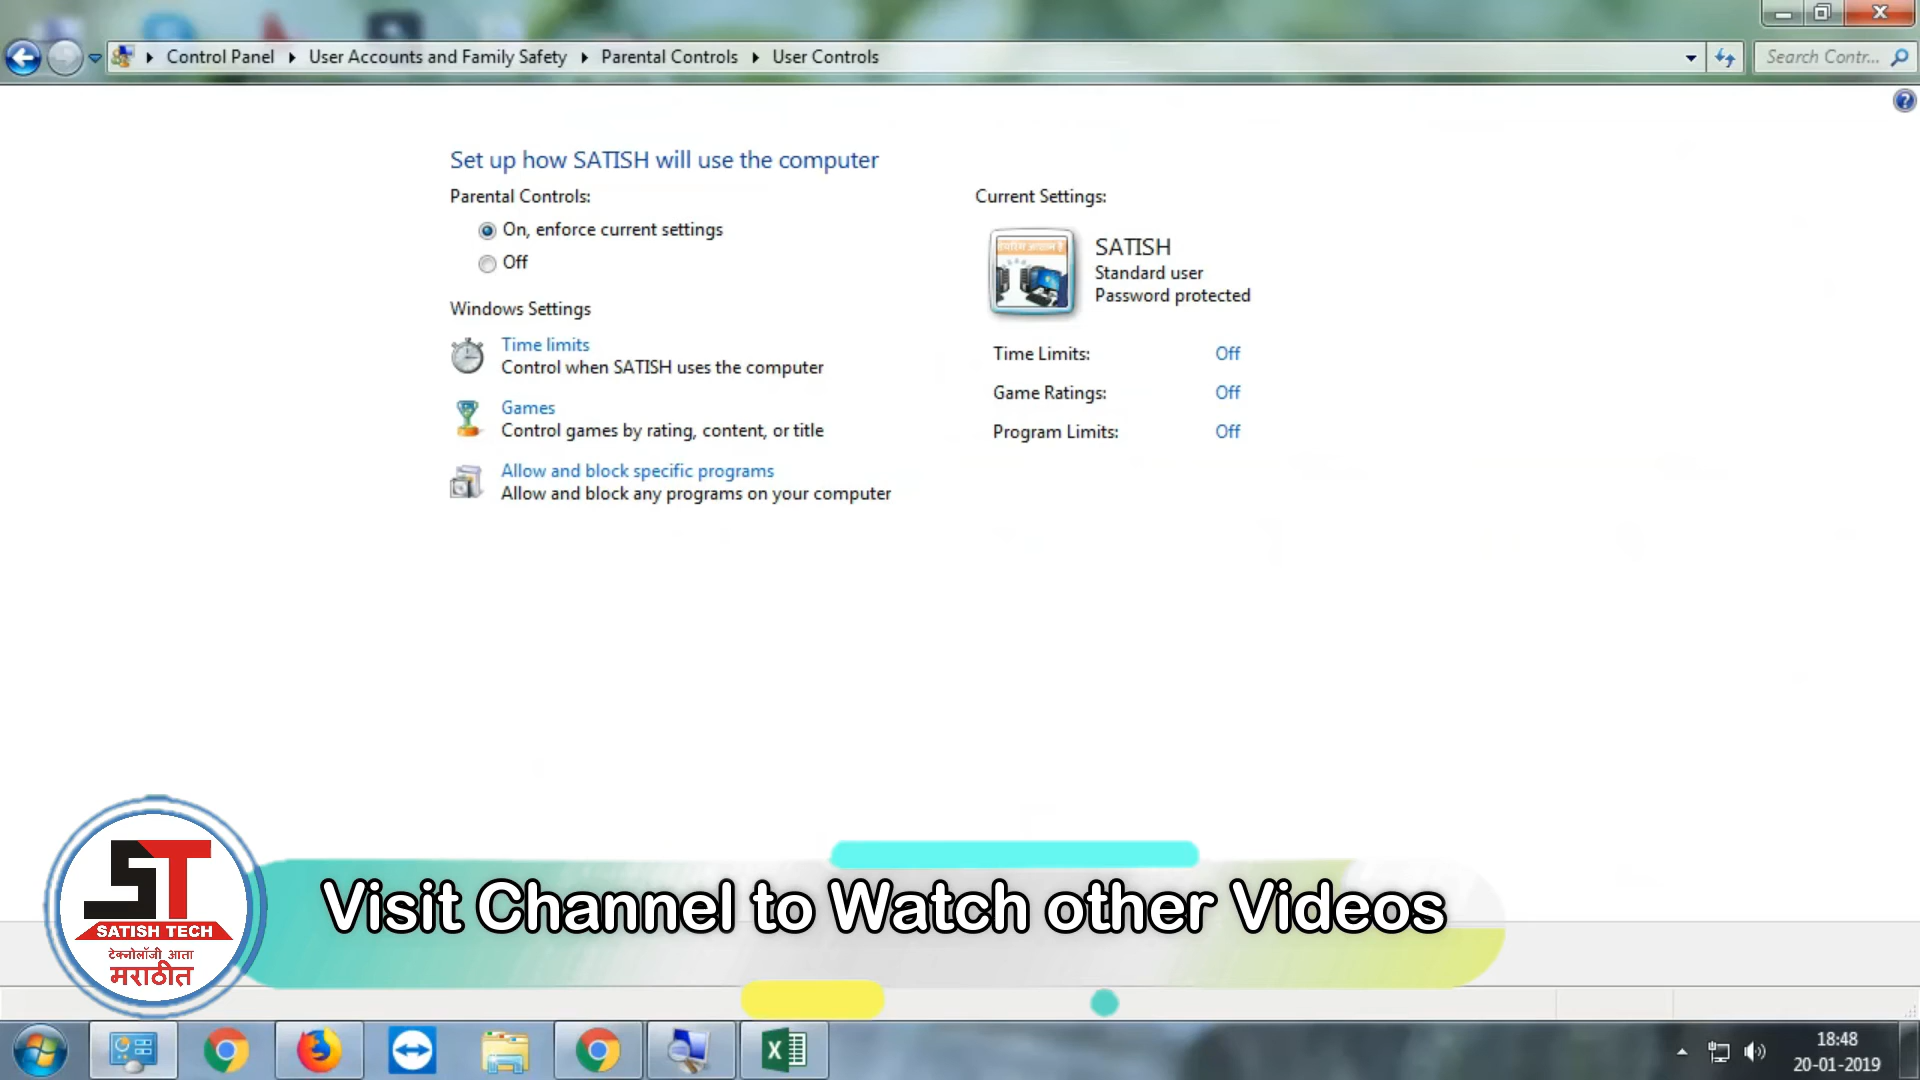 Control Panel
User Accounts and Family Safety
Parental Controls
User Controls
Search Contr...
Set up how SATISH will use the computer
Parental Controls:
On, enforce current settings
Off
Windows Settings
Time limits
Control when SATISH uses the computer
Games
Control games by rating, content, or title
Allow and block specific programs
Allow and block any programs on your computer
Current Settings:
SATISH
Standard user
Password protected
Time Limits: Off
Game Ratings: Off
Program Limits: Off
ST
SATISH TECH
टेक्नोलॉजी आता
मराठीत
Visit Channel to Watch other Videos
18:48
20-01-2019